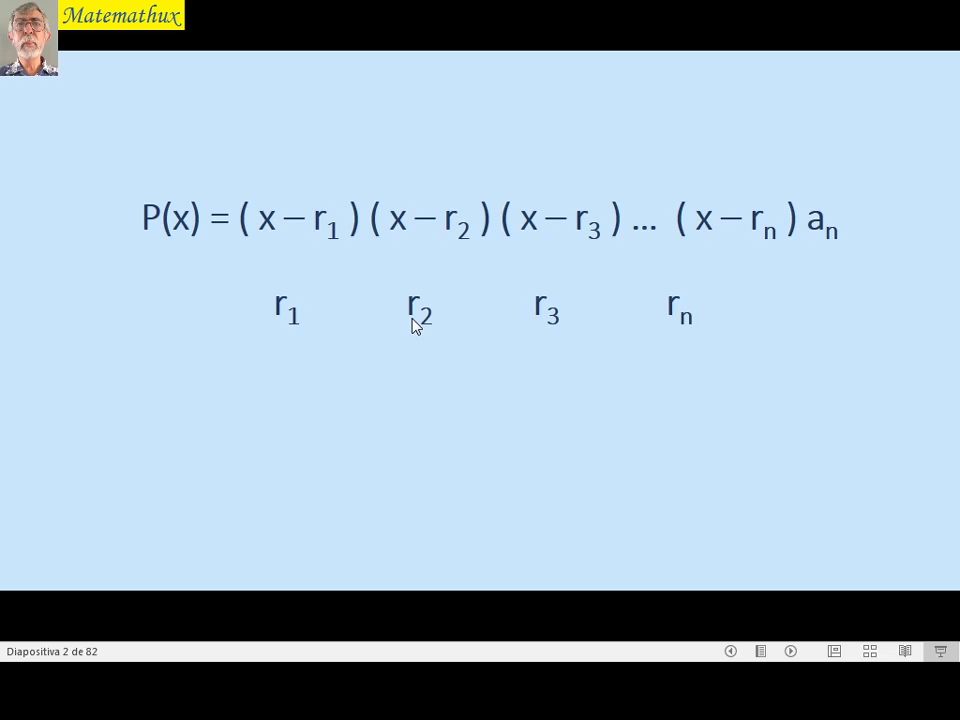 Matemathux
P(x) = ( x – r₁ ) ( x – r₂ ) ( x – r₃ ) ... ( x – rₙ ) aₙ
r₁ r₂ r₃ rₙ
Diapositiva 2 de 82